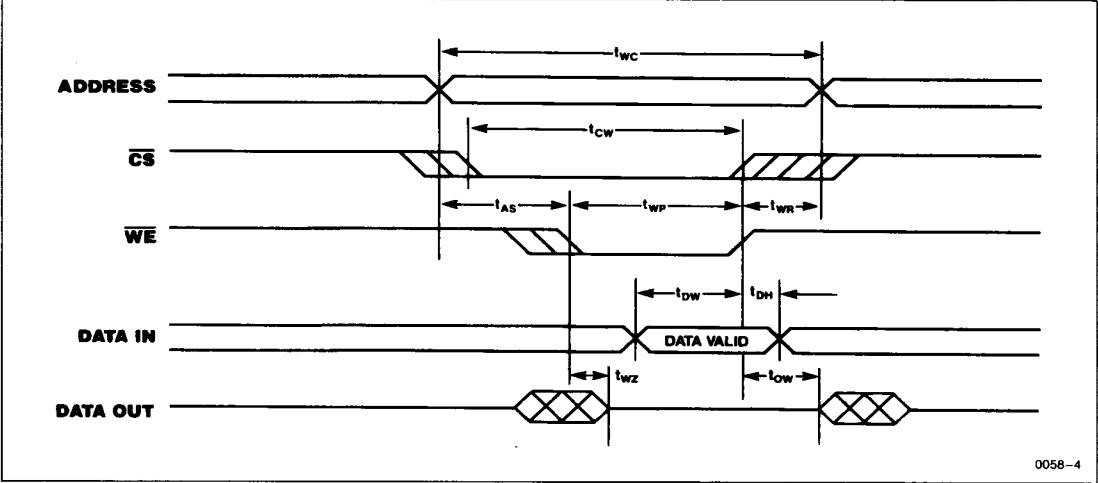 tWC
ADDRESS
tCW
CS
tAS tWP tWR
WE
tDW tDH
DATA IN DATA VALID
tWZ tOW
DATA OUT
0058-4